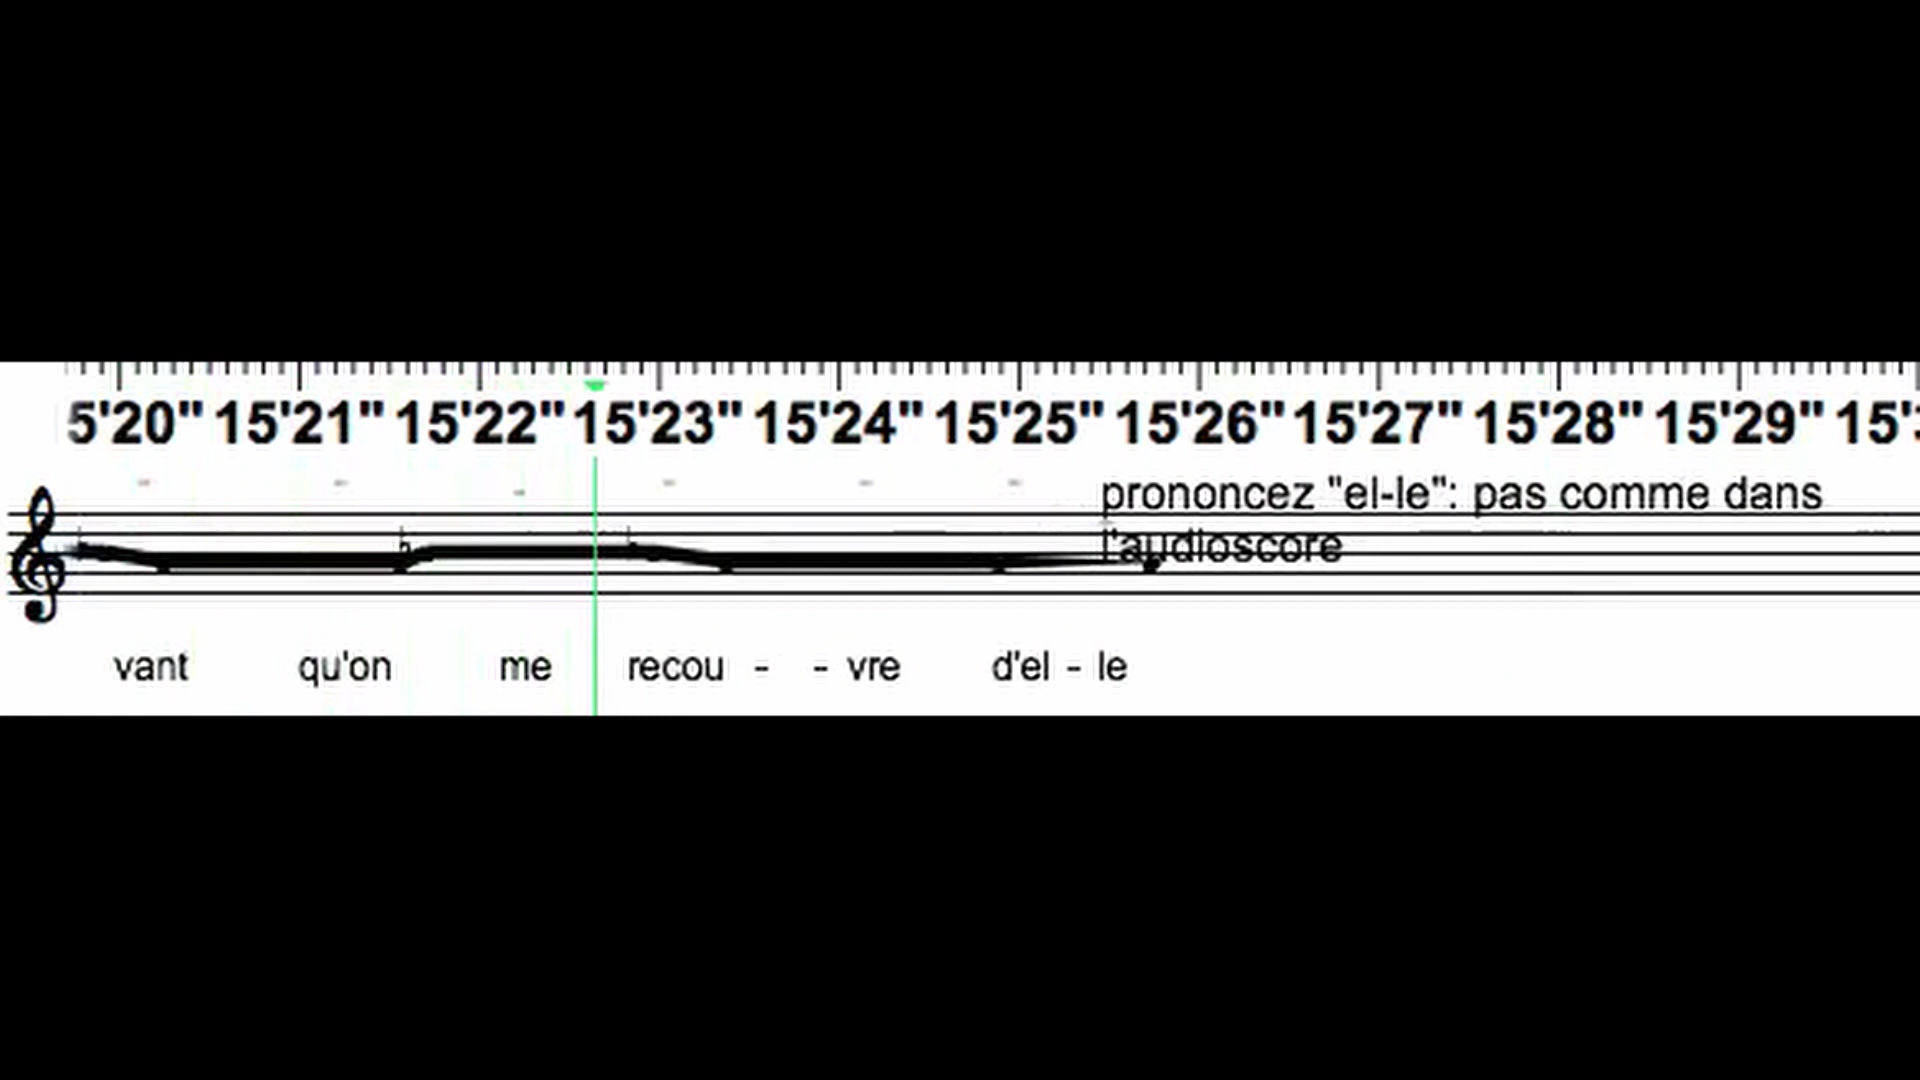 5'20" 15'21" 15'22" 15'23" 15'24" 15'25" 15'26" 15'27" 15'28" 15'29" 15'
prononcez "el-le": pas comme dans
l'audioscore
vant qu'on me recou - - vre d'el - le